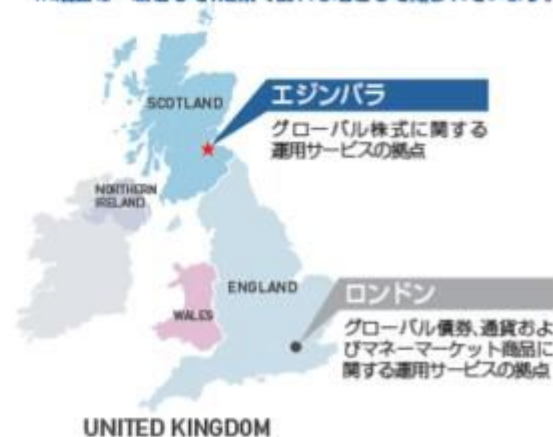 SCOTLAND
エジンバラ
グローバル株式に関する
運用サービスの拠点
NORTHERN
IRELAND
ENGLAND
WALES
ロンドン
グローバル債券、通貨およ
びマネーマーケット商品に
関する運用サービスの拠点
UNITED KINGDOM